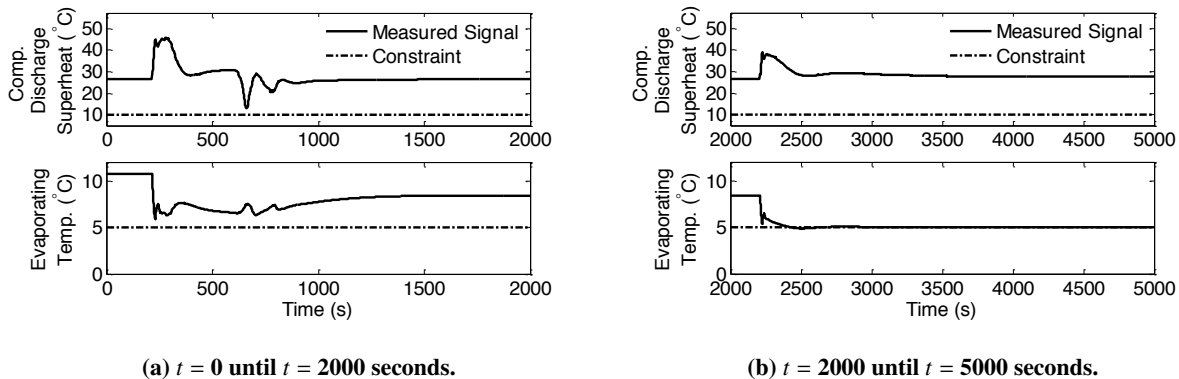 Comp.
Discharge
Superheat (°C)
50
40
30
20
10
Measured Signal
Constraint
0
500
1000
1500
2000
Evaporating
Temp. (°C)
10
5
0
0
500
1000
1500
2000
Time (s)
(a) t = 0 until t = 2000 seconds.
Comp.
Discharge
Superheat (°C)
50
40
30
20
10
Measured Signal
Constraint
2000
2500
3000
3500
4000
4500
5000
Evaporating
Temp. (°C)
10
5
0
2000
2500
3000
3500
4000
4500
5000
Time (s)
(b) t = 2000 until t = 5000 seconds.